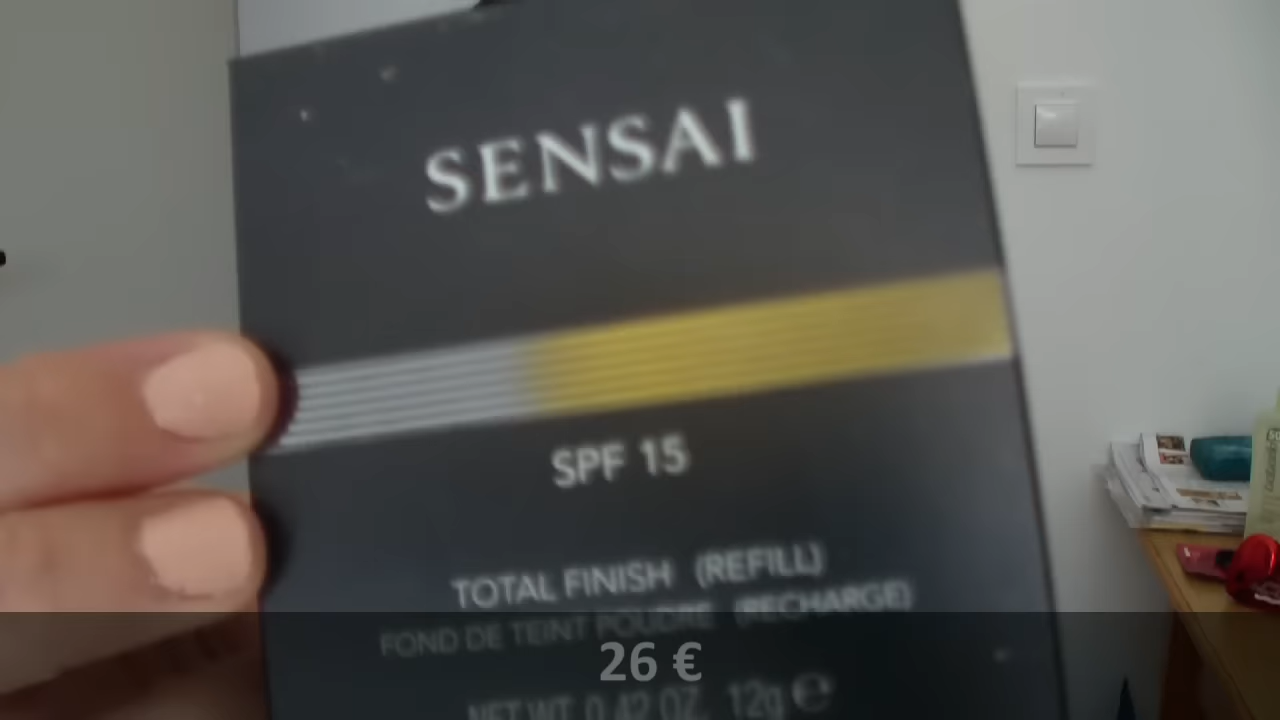 SENSAI
SPF 15
TOTAL FINISH (REFILL)
FOND DE TEINT POUDRE (RECHARGE)
26 €
NET WT. 0.42 OZ. 12g ℮